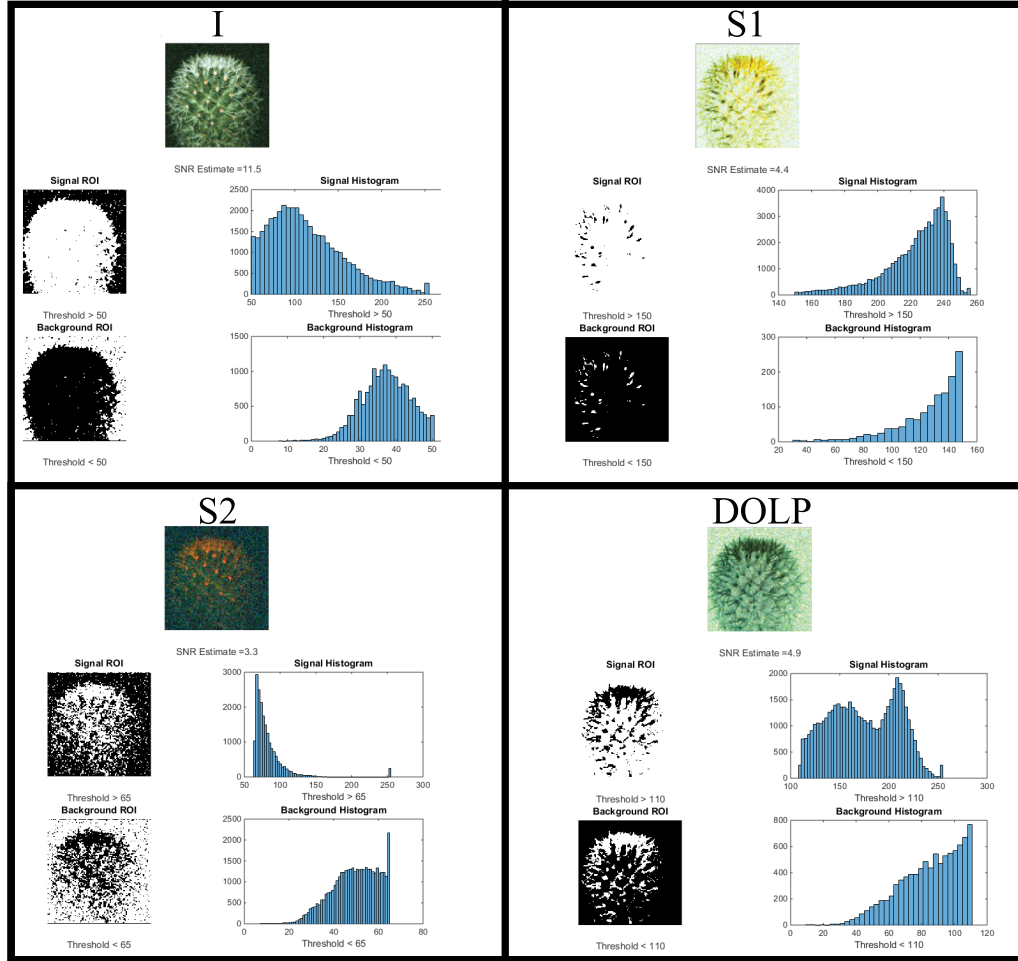 I
SNR Estimate =11.5
Signal ROI
Signal Histogram
2500
2000
1500
1000
500
0
50 100 150 200 250
Threshold > 50
Threshold > 50
Background ROI
Background Histogram
1500
1000
500
0
0 10 20 30 40 50
Threshold < 50
Threshold < 50
S1
SNR Estimate =4.4
Signal ROI
Signal Histogram
4000
3000
2000
1000
0
140 160 180 200 220 240 260
Threshold > 150
Threshold > 150
Background ROI
Background Histogram
300
200
100
0
20 40 60 80 100 120 140 160
Threshold < 150
Threshold < 150
S2
SNR Estimate =3.3
Signal ROI
Signal Histogram
3000
2000
1000
0
50 100 150 200 250 300
Threshold > 65
Threshold > 65
Background ROI
Background Histogram
2500
2000
1500
1000
500
0
0 20 40 60 80
Threshold < 65
Threshold < 65
DOLP
SNR Estimate =4.9
Signal ROI
Signal Histogram
2000
1500
1000
500
0
100 150 200 250 300
Threshold > 110
Threshold > 110
Background ROI
Background Histogram
800
600
400
200
0
0 20 40 60 80 100 120
Threshold < 110
Threshold < 110